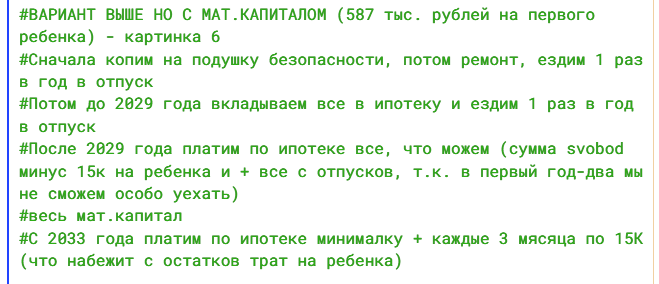 #ВАРИАНТ ВЫШЕ НО С МАТ.КАПИТАЛОМ (587 тыс. рублей на первого
ребенка) - картинка 6
#Сначала копим на подушку безопасности, потом ремонт, ездим 1 раз
в год в отпуск
#Потом до 2029 года вкладываем все в ипотеку и ездим 1 раз в год
в отпуск
#После 2029 года платим по ипотеке все, что можем (сумма svobod
минус 15к на ребенка и + все с отпусков, т.к. в первый год-два мы
не сможем особо уехать)
#весь мат.капитал
#С 2033 года платим по ипотеке минималку + каждые 3 мясяца по 15К
(что набежит с остатков трат на ребенка)